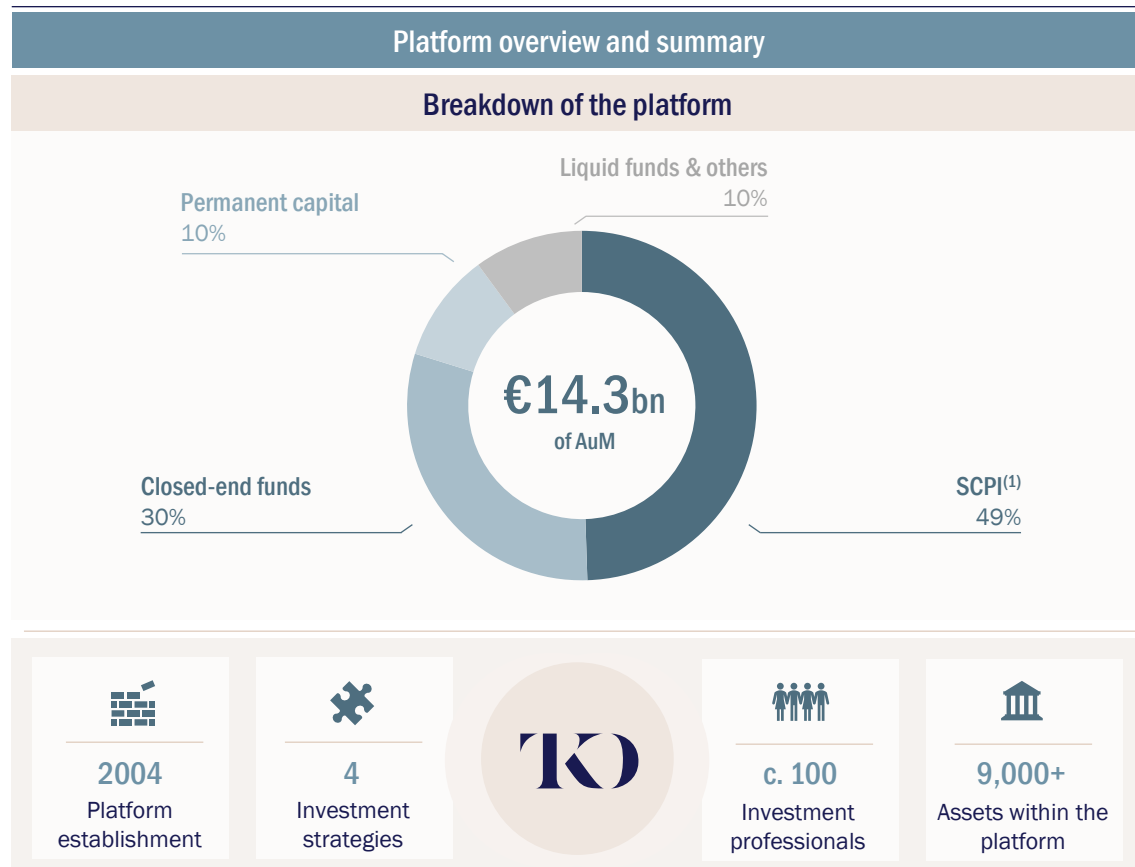 Platform overview and summary
Breakdown of the platform
Liquid funds & others
10%
Permanent capital
10%
€14.3bn
of AuM
Closed-end funds
30%
SCPI(1)
49%
2004
Platform
establishment
4
Investment
strategies
TKO
c. 100
Investment
professionals
9,000+
Assets within the
platform